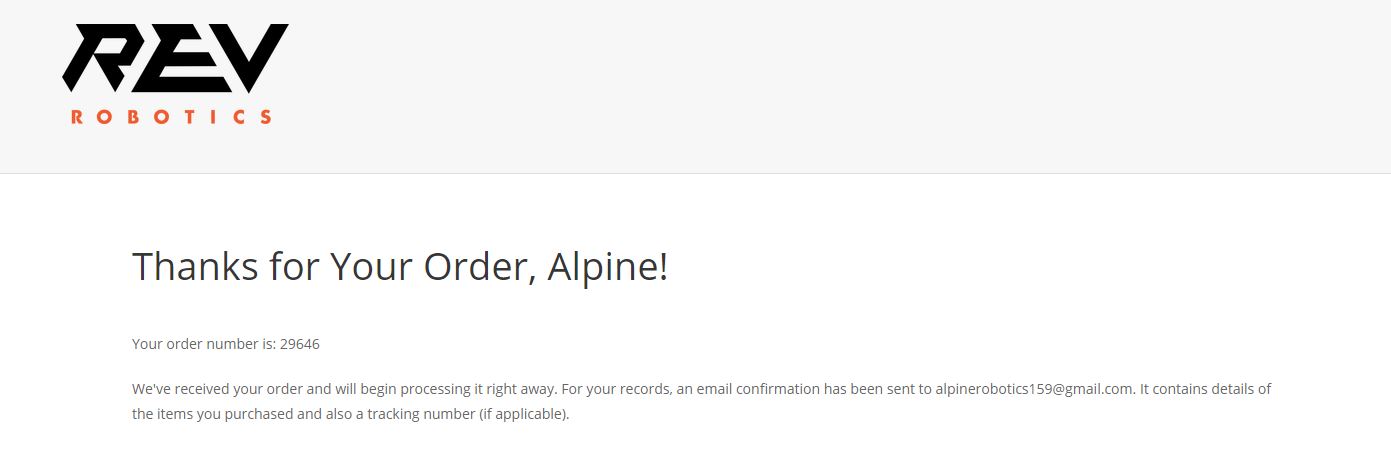 REV
ROBOTICS
Thanks for Your Order, Alpine!
Your order number is: 29646
We've received your order and will begin processing it right away. For your records, an email confirmation has been sent to alpinerobotics159@gmail.com. It contains details of
the items you purchased and also a tracking number (if applicable).